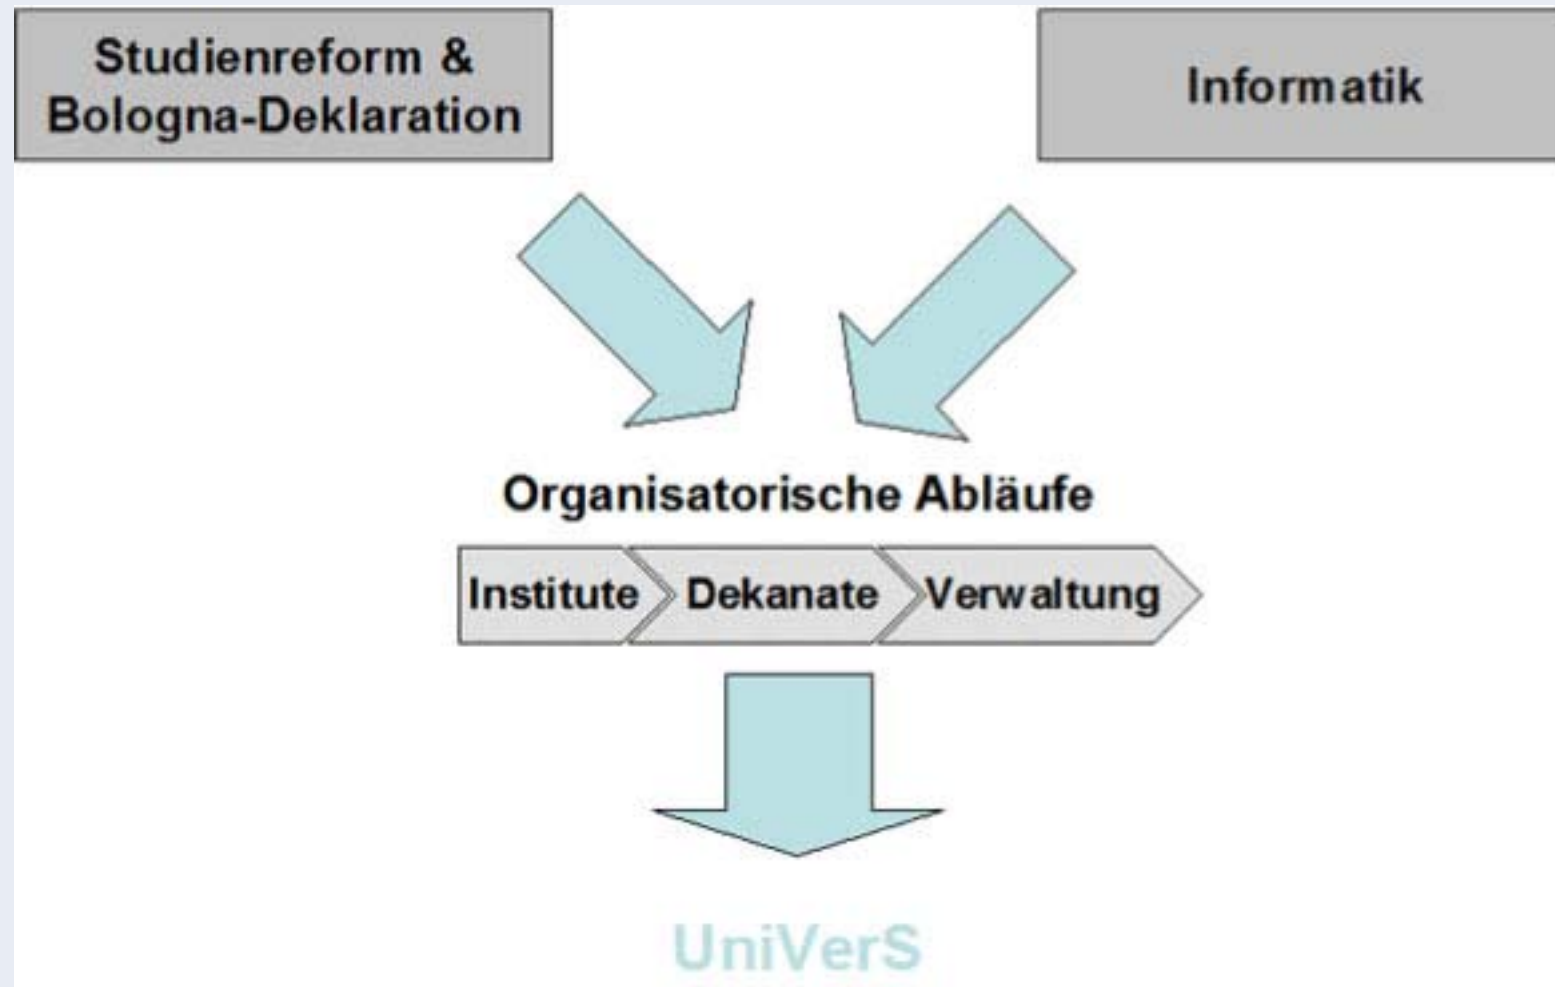 Studienreform &
Bologna-Deklaration
Informatik
Organisatorische Abläufe
Institute Dekanate Verwaltung
UniVerS